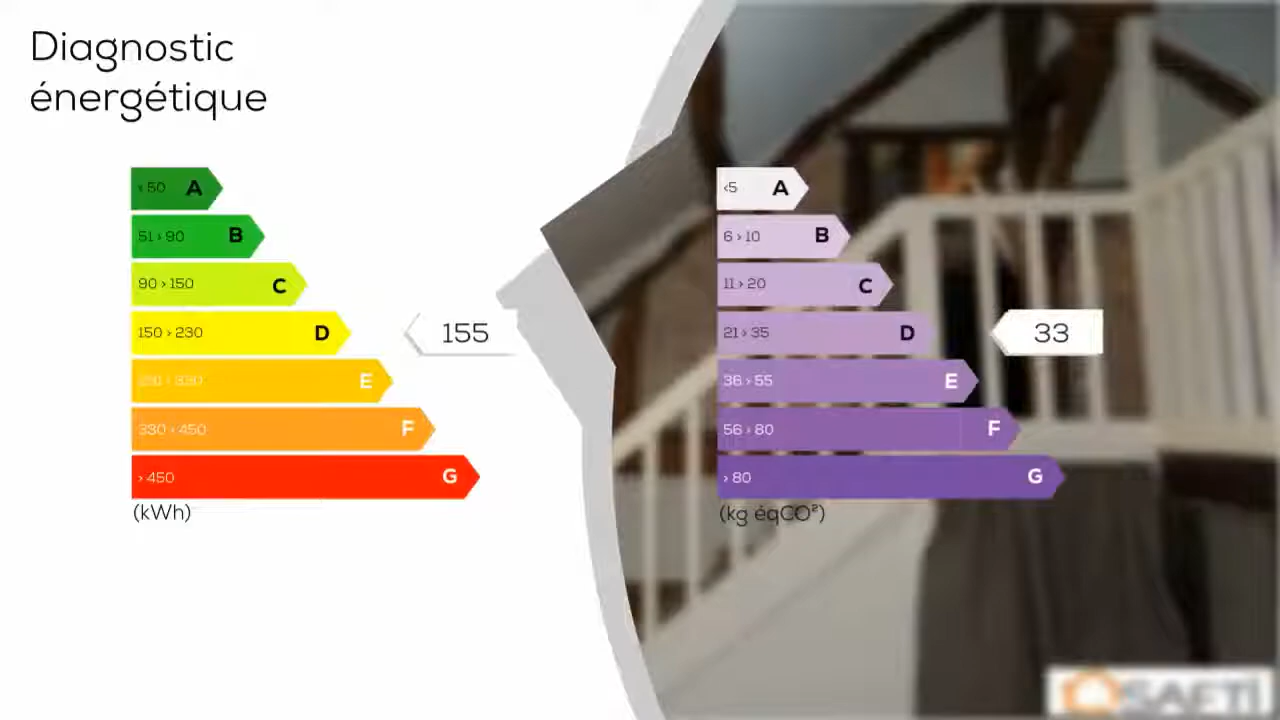 Diagnostic
énergétique
< 50 A
51 > 90 B
90 > 150 C
150 > 230 D
155
E
330 > 450 F
> 450 G
(kWh)
<5 A
6 > 10 B
11 > 20 C
21 > 35 D
33
36 > 55 E
56 > 80 F
> 80 G
(kg éqCO²)
SAFTI